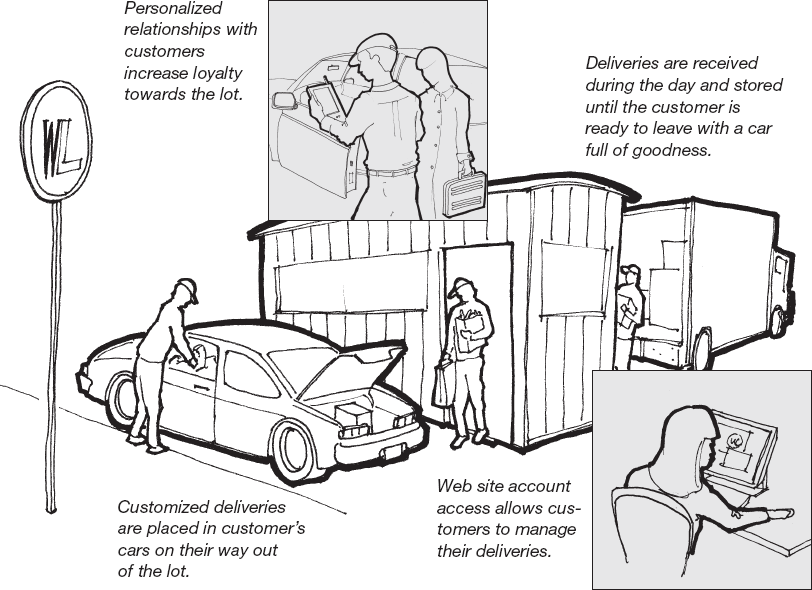 Personalized
relationships with
customers
increase loyalty
towards the lot.
Deliveries are received
during the day and stored
until the customer is
ready to leave with a car
full of goodness.
WL
Customized deliveries
are placed in customer's
cars on their way out
of the lot.
Web site account
access allows cus-
tomers to manage
their deliveries.
WL